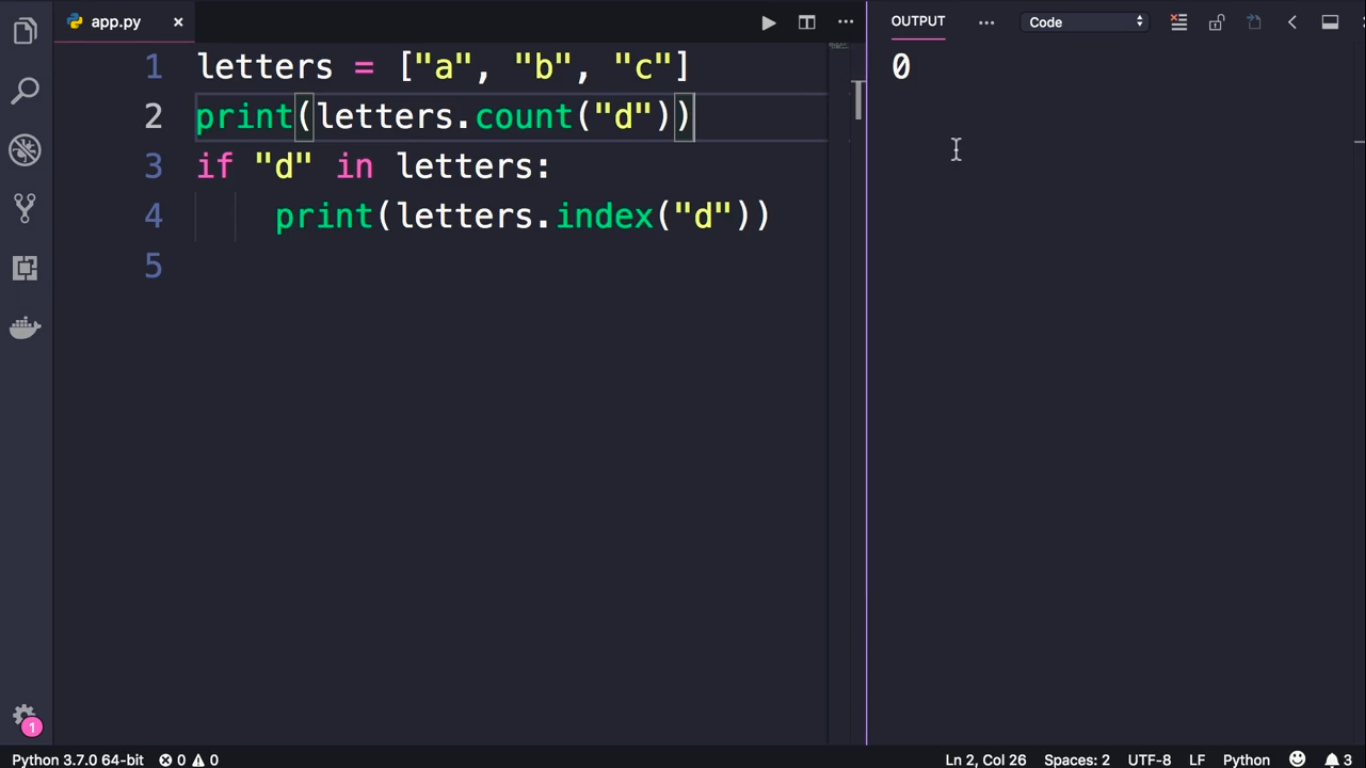 app.py
OUTPUT
Code
1 letters = ["a", "b", "c"]
2 print(letters.count("d"))
3 if "d" in letters:
4     print(letters.index("d"))
5
0
1
Python 3.7.0 64-bit 0 0 Ln 2, Col 26 Spaces: 2 UTF-8 LF Python 3